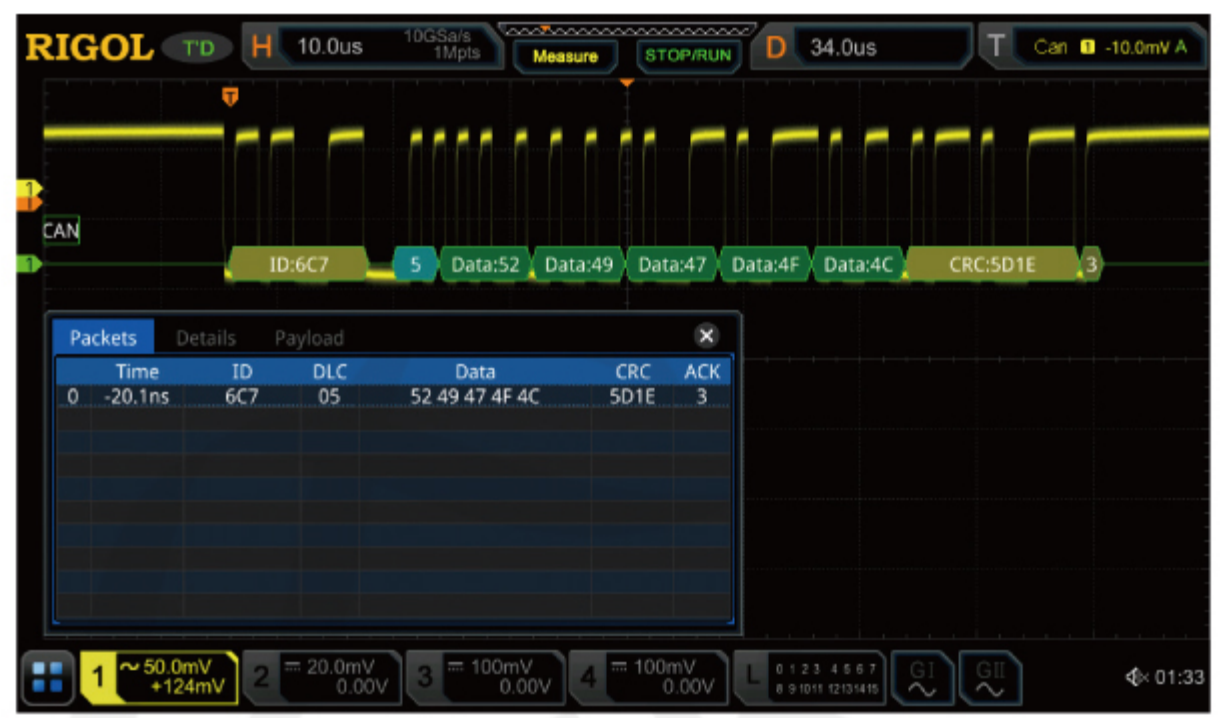 RIGOL T'D H 10.0us 10GSa/s 1Mpts Measure STOP/RUN D 34.0us T Can 1 -10.0mV A
T
1
T
CAN
1 ID:6C7 5 Data:52 Data:49 Data:47 Data:4F Data:4C CRC:5D1E 3
Packets Details Payload
Time ID DLC Data CRC ACK
0 -20.1ns 6C7 05 52 49 47 4F 4C 5D1E 3
1 50.0mV 2 20.0mV 3 100mV 4 100mV L 0 1 2 3 4 5 6 7 GI GII
+124mV 0.00V 0.00V 0.00V 8 9 10 11 12 13 14 15 01:33